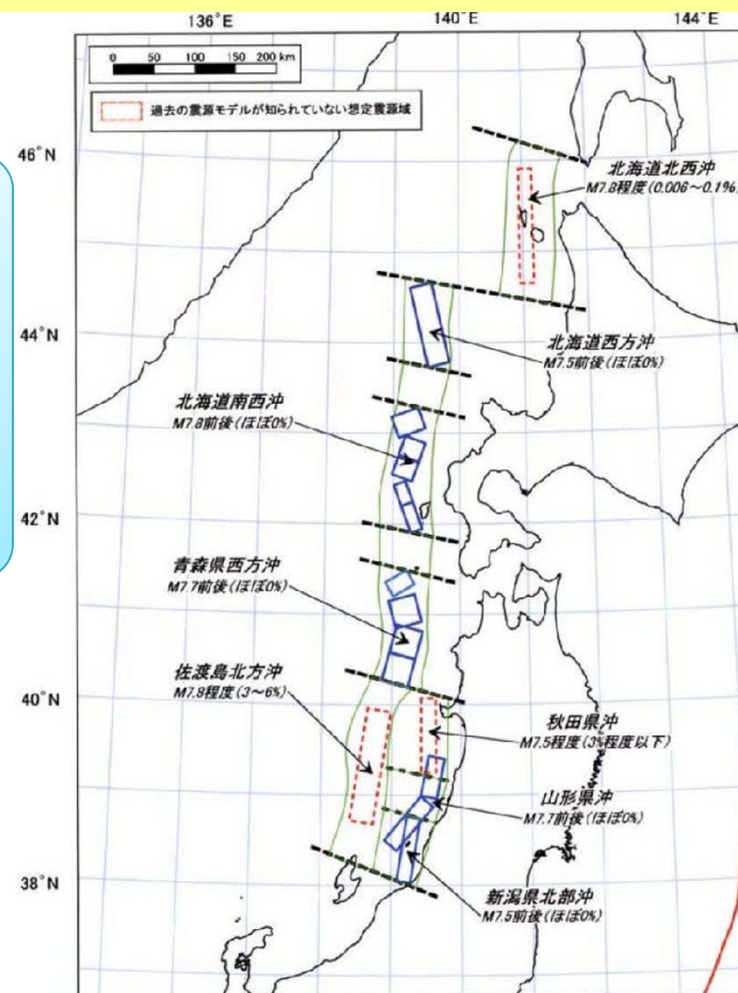 136°E
140°E
144°E
0 50 100 150 200 km
過去の震源モデルが知られていない想定震源域
46°N
北海道北西沖
M7.8程度(0.006～0.1%)
44°N
北海道西方沖
M7.5前後(ほぼ0%)
北海道南西沖
M7.8前後(ほぼ0%)
42°N
青森県西方沖
M7.7前後(ほぼ0%)
佐渡島北方沖
M7.8程度(3～6%)
40°N
秋田県沖
M7.5程度(3%程度以下)
山形県沖
M7.7前後(ほぼ0%)
38°N
新潟県北部沖
M7.5前後(ほぼ0%)